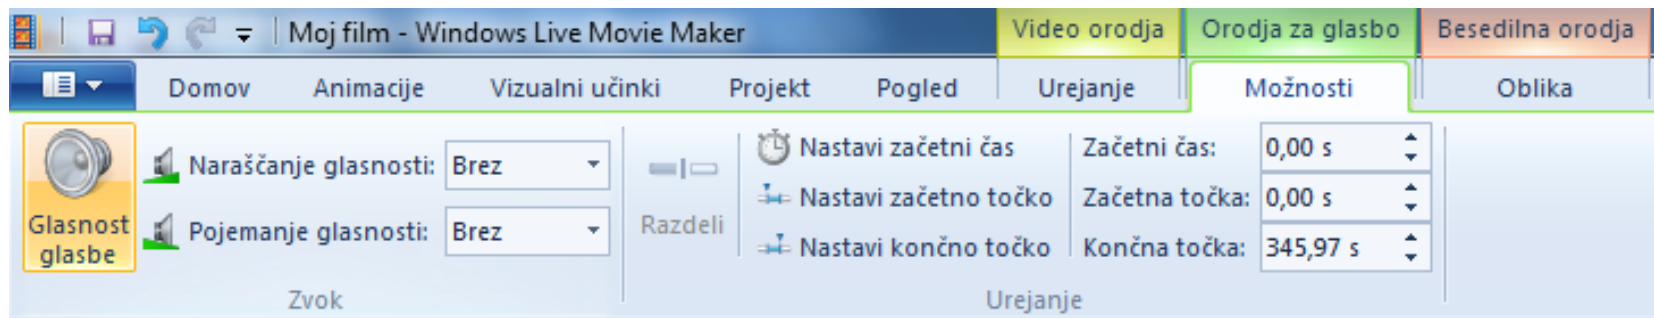 Moj film - Windows Live Movie Maker
Video orodja
Orodja za glasbo
Besedilna orodja
Domov
Animacije
Vizualni učinki
Projekt
Pogled
Urejanje
Možnosti
Oblika
Glasnost
glasbe
Naraščanje glasnosti: Brez
Pojemanje glasnosti: Brez
Zvok
Razdeli
Nastavi začetni čas
Nastavi začetno točko
Nastavi končno točko
Začetni čas: 0,00 s
Začetna točka: 0,00 s
Končna točka: 345,97 s
Urejanje